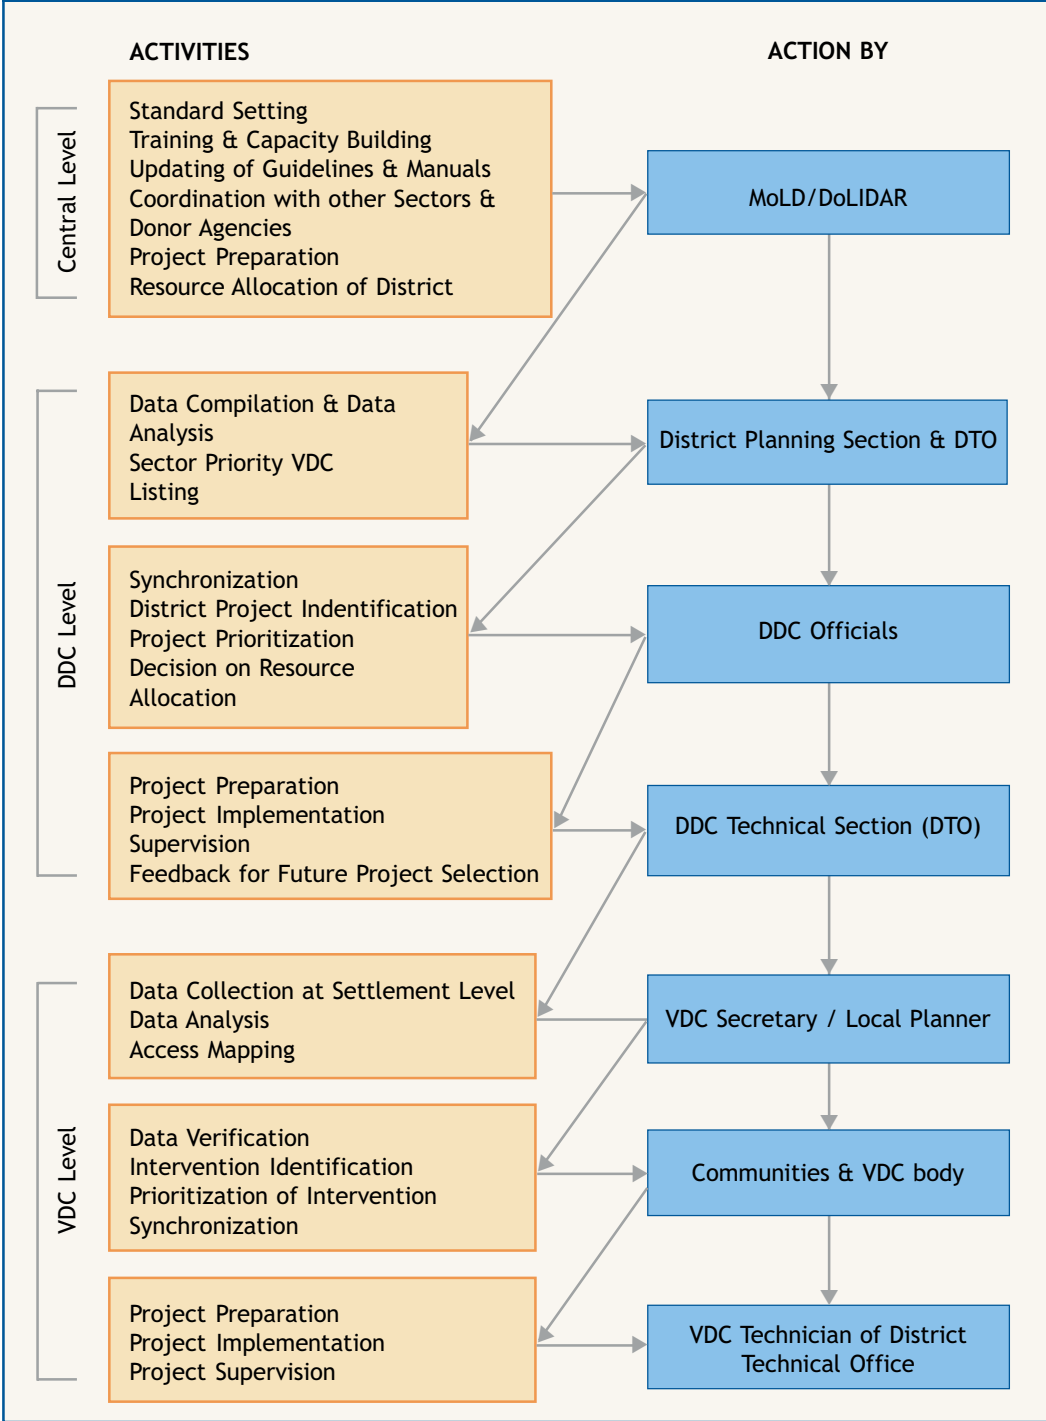 ACTIVITIES
ACTION BY
Central Level
Standard Setting
Training & Capacity Building
Updating of Guidelines & Manuals
Coordination with other Sectors &
Donor Agencies
Project Preparation
Resource Allocation of District
MoLD/DoLIDAR
DDC Level
Data Compilation & Data
Analysis
Sector Priority VDC
Listing
District Planning Section & DTO
Synchronization
District Project Indentification
Project Prioritization
Decision on Resource
Allocation
DDC Officials
Project Preparation
Project Implementation
Supervision
Feedback for Future Project Selection
DDC Technical Section (DTO)
VDC Level
Data Collection at Settlement Level
Data Analysis
Access Mapping
VDC Secretary / Local Planner
Data Verification
Intervention Identification
Prioritization of Intervention
Synchronization
Communities & VDC body
Project Preparation
Project Implementation
Project Supervision
VDC Technician of District
Technical Office